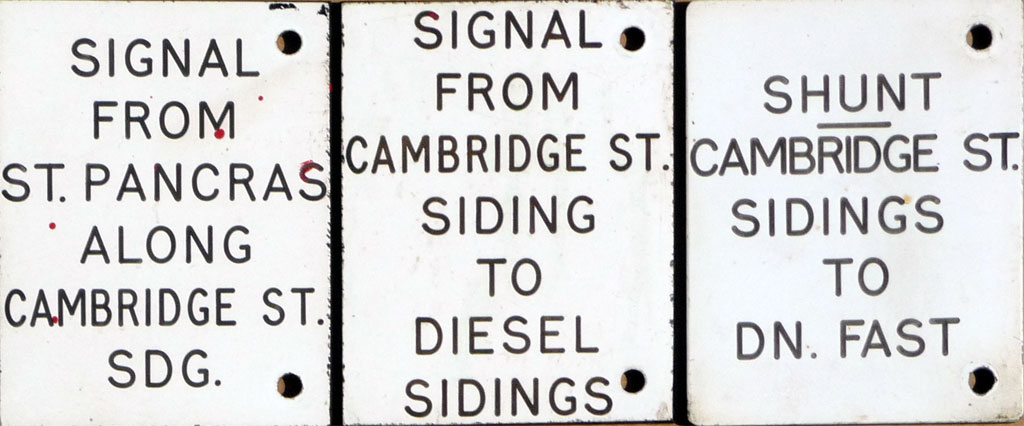 SIGNAL
FROM
ST. PANCRAS
ALONG
CAMBRIDGE ST.
SDG.
SIGNAL
FROM
CAMBRIDGE ST.
SIDING
TO
DIESEL
SIDINGS
SHUNT
CAMBRIDGE ST.
SIDINGS
TO
DN. FAST